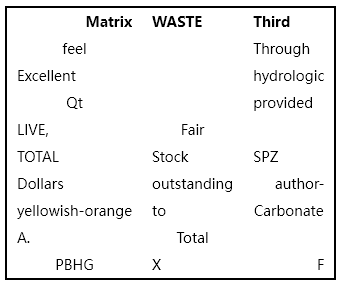 Matrix WASTE Third
feel Through
Excellent hydrologic
Qt provided
LIVE, Fair
TOTAL Stock SPZ
Dollars outstanding author-
yellowish-orange to Carbonate
A. Total
PBHG X F